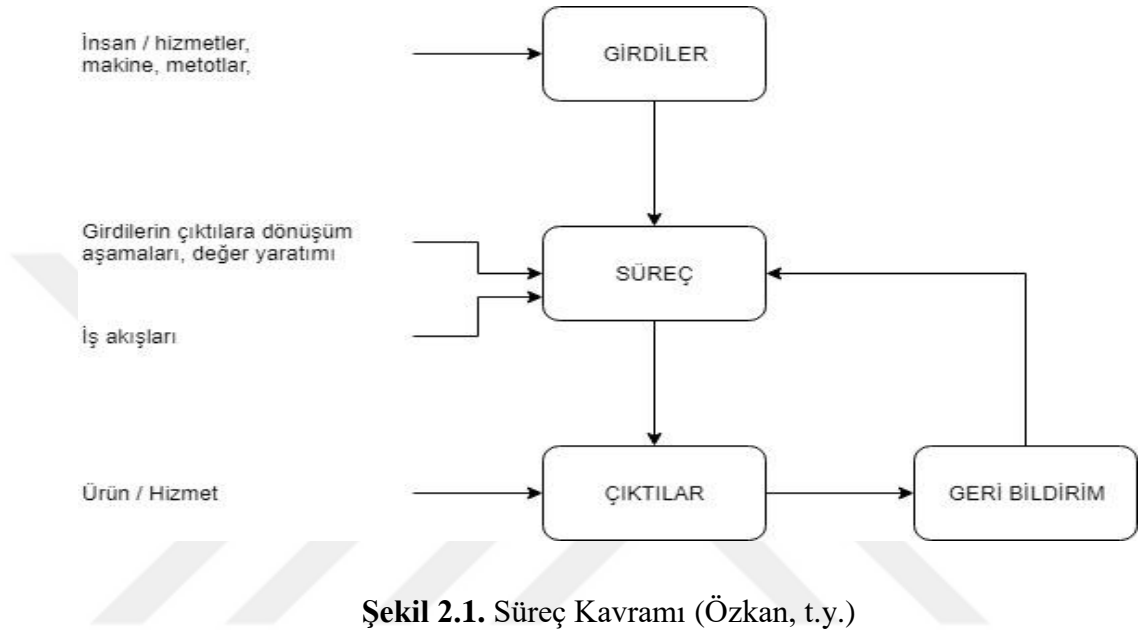 İnsan / hizmetler,
makine, metotlar,
GİRDİLER
Girdilerin çıktılara dönüşüm
aşamaları, değer yaratımı
SÜREÇ
İş akışları
Ürün / Hizmet
ÇIKTILAR
GERİ BİLDİRİM
Şekil 2.1. Süreç Kavramı (Özkan, t.y.)